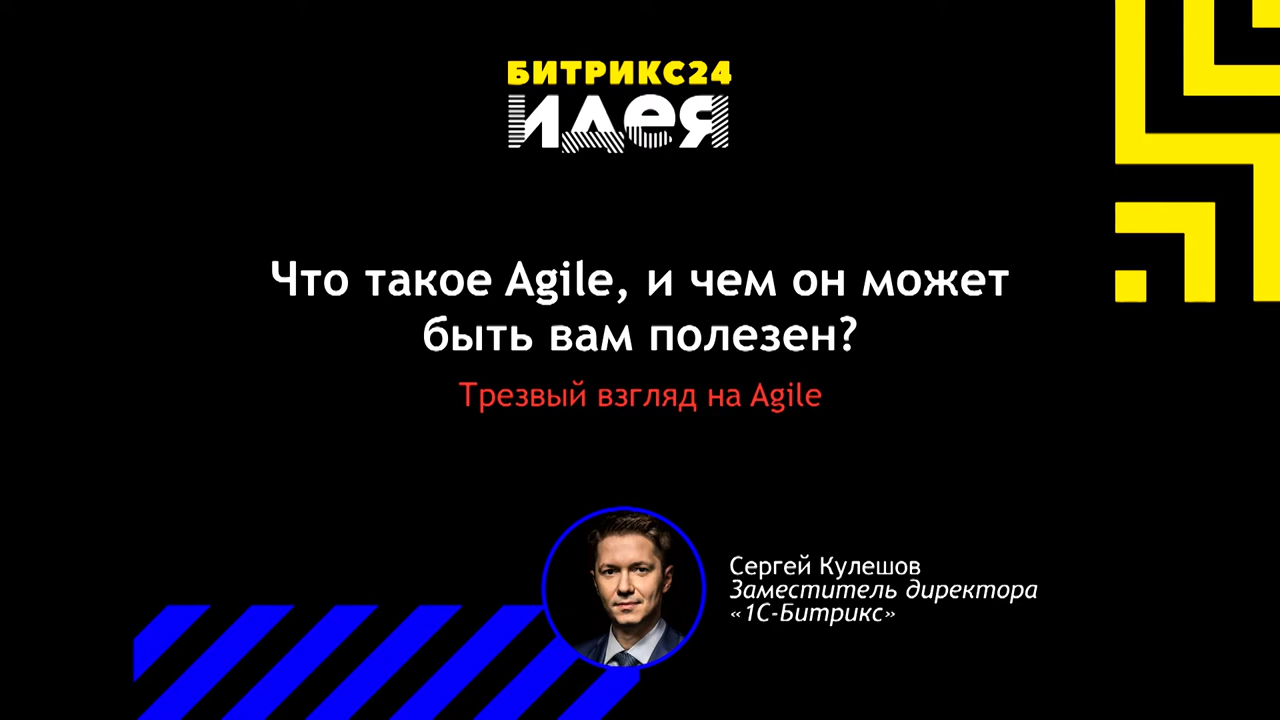 БИТРИКС24
идея
Что такое Agile, и чем он может
быть вам полезен?
Трезвый взгляд на Agile
Сергей Кулешов
Заместитель директора
«1С-Битрикс»